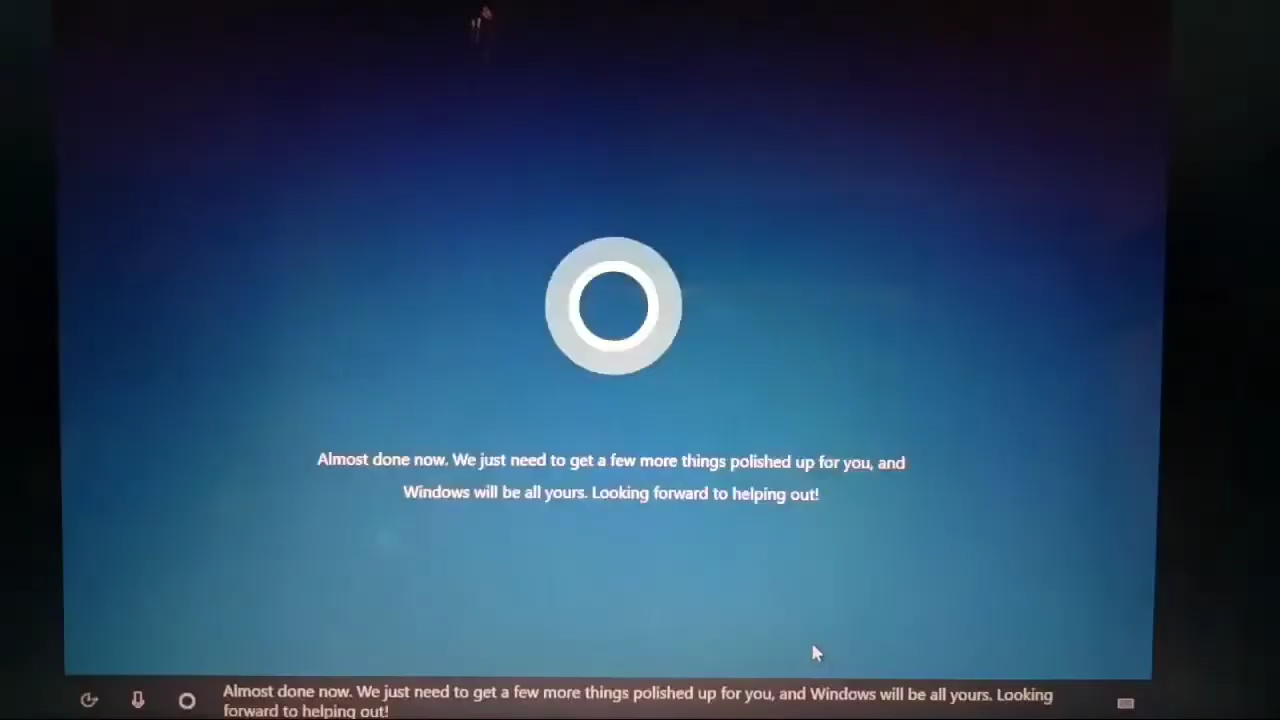 Almost done now. We just need to get a few more things polished up for you, and
Windows will be all yours. Looking forward to helping out!
Almost done now. We just need to get a few more things polished up for you, and Windows will be all yours. Looking
forward to helping out!